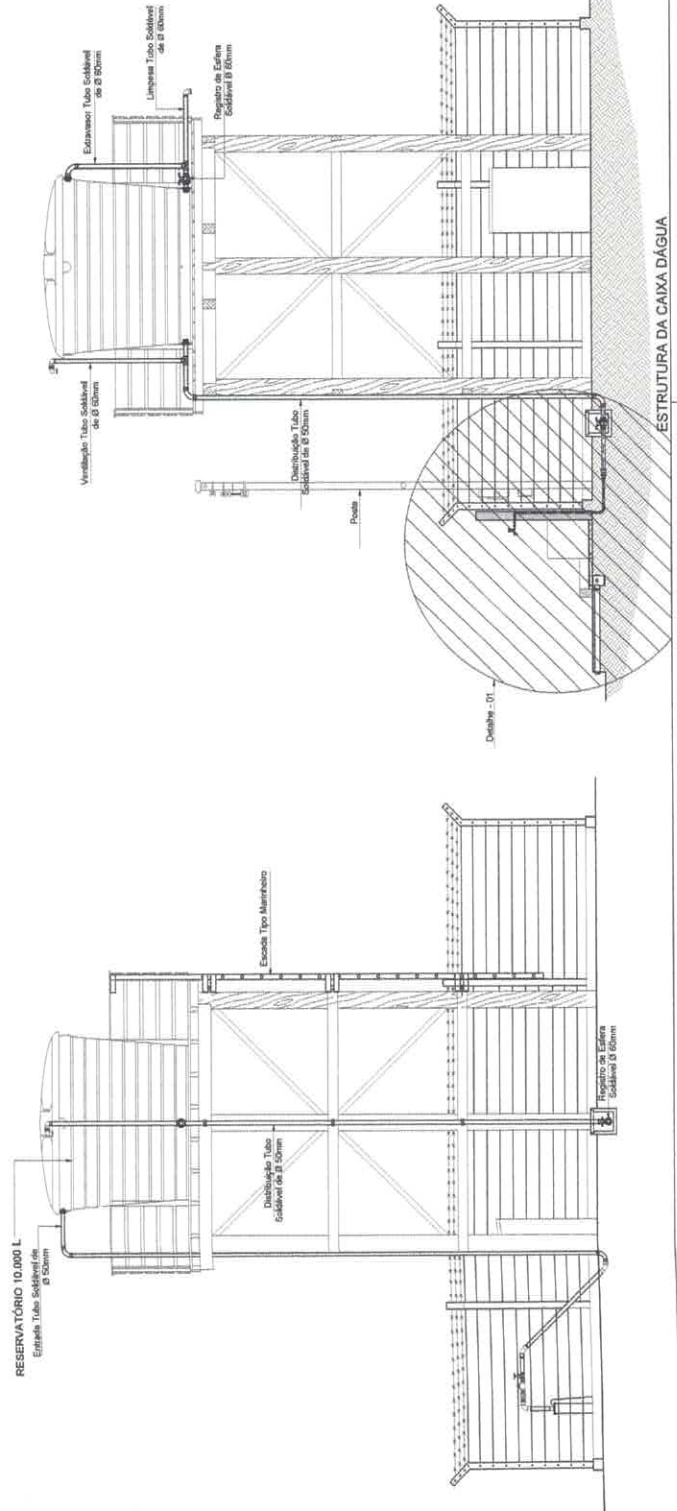 RESERVATÓRIO 10.000 L
Entrada Tubo Soldável de
Ø 50mm
Distribuição Tubo
Soldável de Ø 50mm
Escada Tipo Marinheiro
Registro de Esfera
Soldável Ø 60mm
Ventilação Tubo Soldável
de Ø 60mm
Extravasor Tubo Soldável
de Ø 60mm
Limpesa Tubo Soldável
de Ø 60mm
Registro de Esfera
Soldável Ø 60mm
Distribuição Tubo
Soldável de Ø 50mm
Poste
Detalhe - 01
ESTRUTURA DA CAIXA DÁGUA